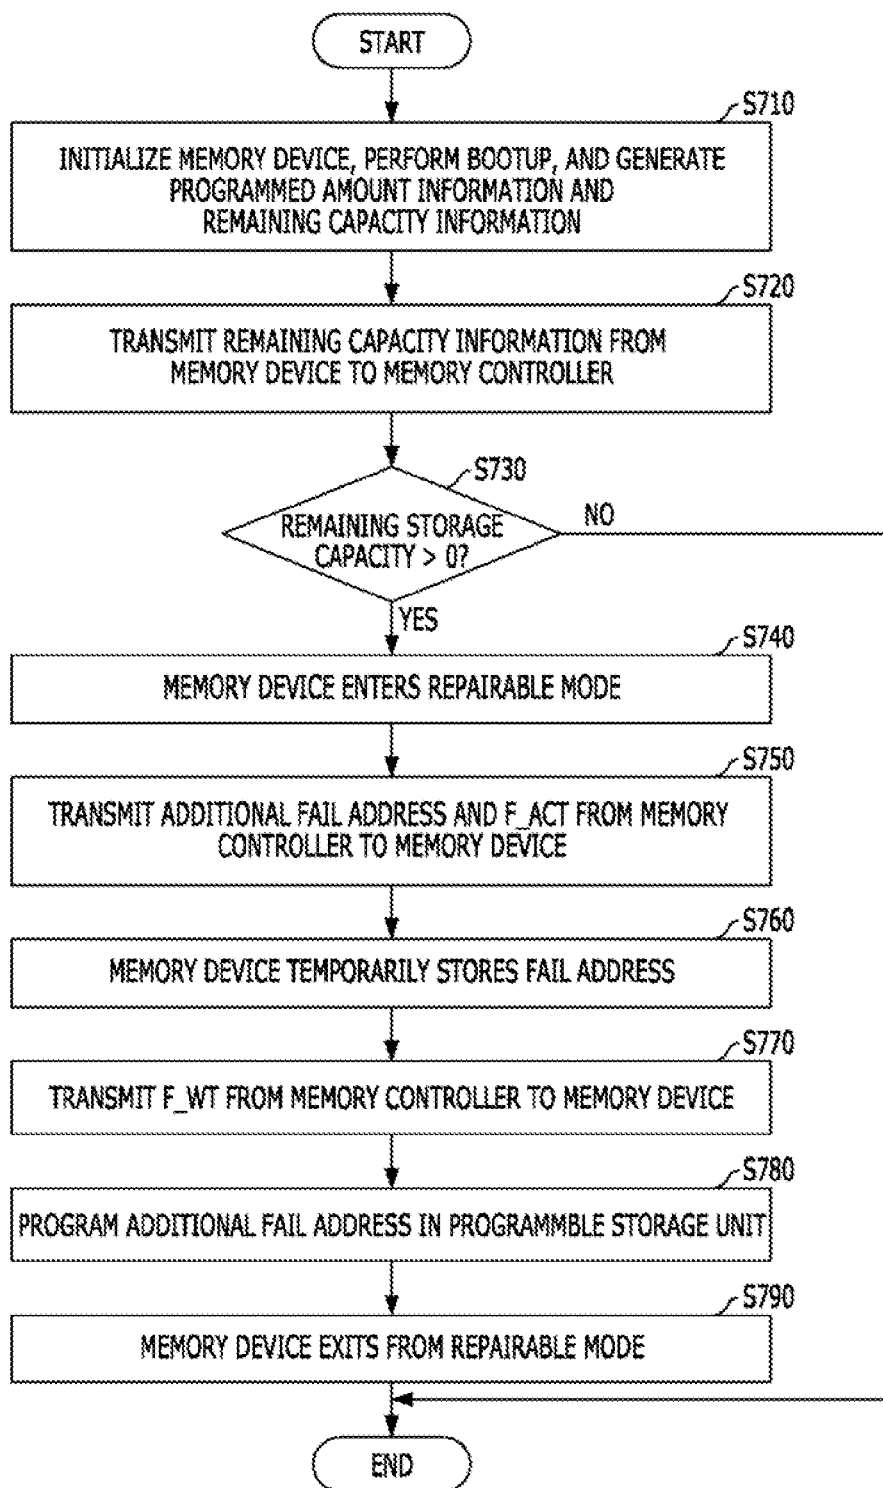 START
S710
INITIALIZE MEMORY DEVICE, PERFORM BOOTUP, AND GENERATE
PROGRAMMED AMOUNT INFORMATION AND
REMAINING CAPACITY INFORMATION
S720
TRANSMIT REMAINING CAPACITY INFORMATION FROM
MEMORY DEVICE TO MEMORY CONTROLLER
S730
REMAINING STORAGE
CAPACITY > 0?
NO
YES
S740
MEMORY DEVICE ENTERS REPAIRABLE MODE
S750
TRANSMIT ADDITIONAL FAIL ADDRESS AND F_ACT FROM MEMORY
CONTROLLER TO MEMORY DEVICE
S760
MEMORY DEVICE TEMPORARILY STORES FAIL ADDRESS
S770
TRANSMIT F_WT FROM MEMORY CONTROLLER TO MEMORY DEVICE
S780
PROGRAM ADDITIONAL FAIL ADDRESS IN PROGRAMMBLE STORAGE UNIT
S790
MEMORY DEVICE EXITS FROM REPAIRABLE MODE
END